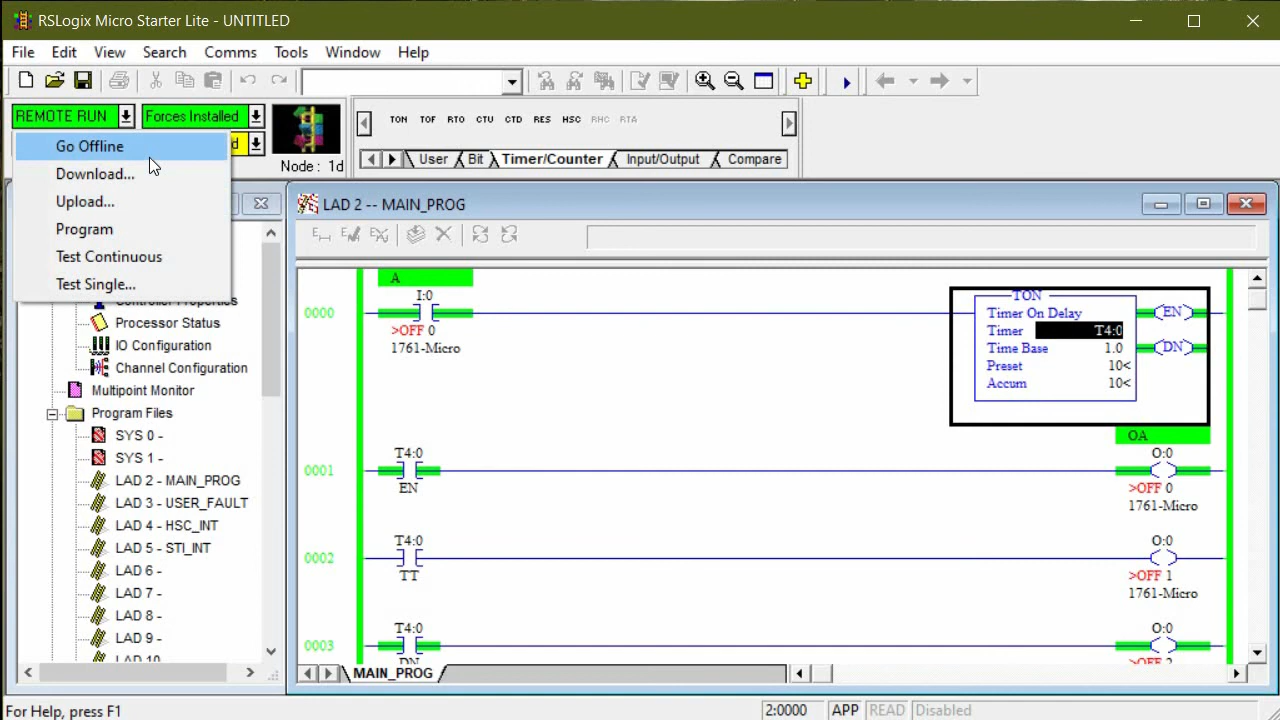 RSLogix Micro Starter Lite - UNTITLED
File Edit View Search Comms Tools Window Help
REMOTE RUN Forces Installed
TON TOF RTO CTU CTD RES HSC RHC RTA
Node : 1d
User Bit Timer/Counter Input/Output Compare
Go Offline
Download...
Upload...
Program
Test Continuous
Test Single...
Controller Properties
Processor Status
IO Configuration
Channel Configuration
Multipoint Monitor
Program Files
SYS 0 -
SYS 1 -
LAD 2 - MAIN_PROG
LAD 3 - USER_FAULT
LAD 4 - HSC_INT
LAD 5 - STI_INT
LAD 6 -
LAD 7 -
LAD 8 -
LAD 9 -
LAD 10
LAD 2 -- MAIN_PROG
A
I:0
0000
>OFF 0
1761-Micro
TON
Timer On Delay
Timer T4:0
Time Base 1.0
Preset 10<
Accum 10<
EN
DN
OA
T4:0 O:0
0001
EN >OFF 0
1761-Micro
T4:0 O:0
0002
TT >OFF 1
1761-Micro
T4:0 O:0
0003
DN >OFF 2
MAIN_PROG
For Help, press F1
2:0000 APP READ Disabled